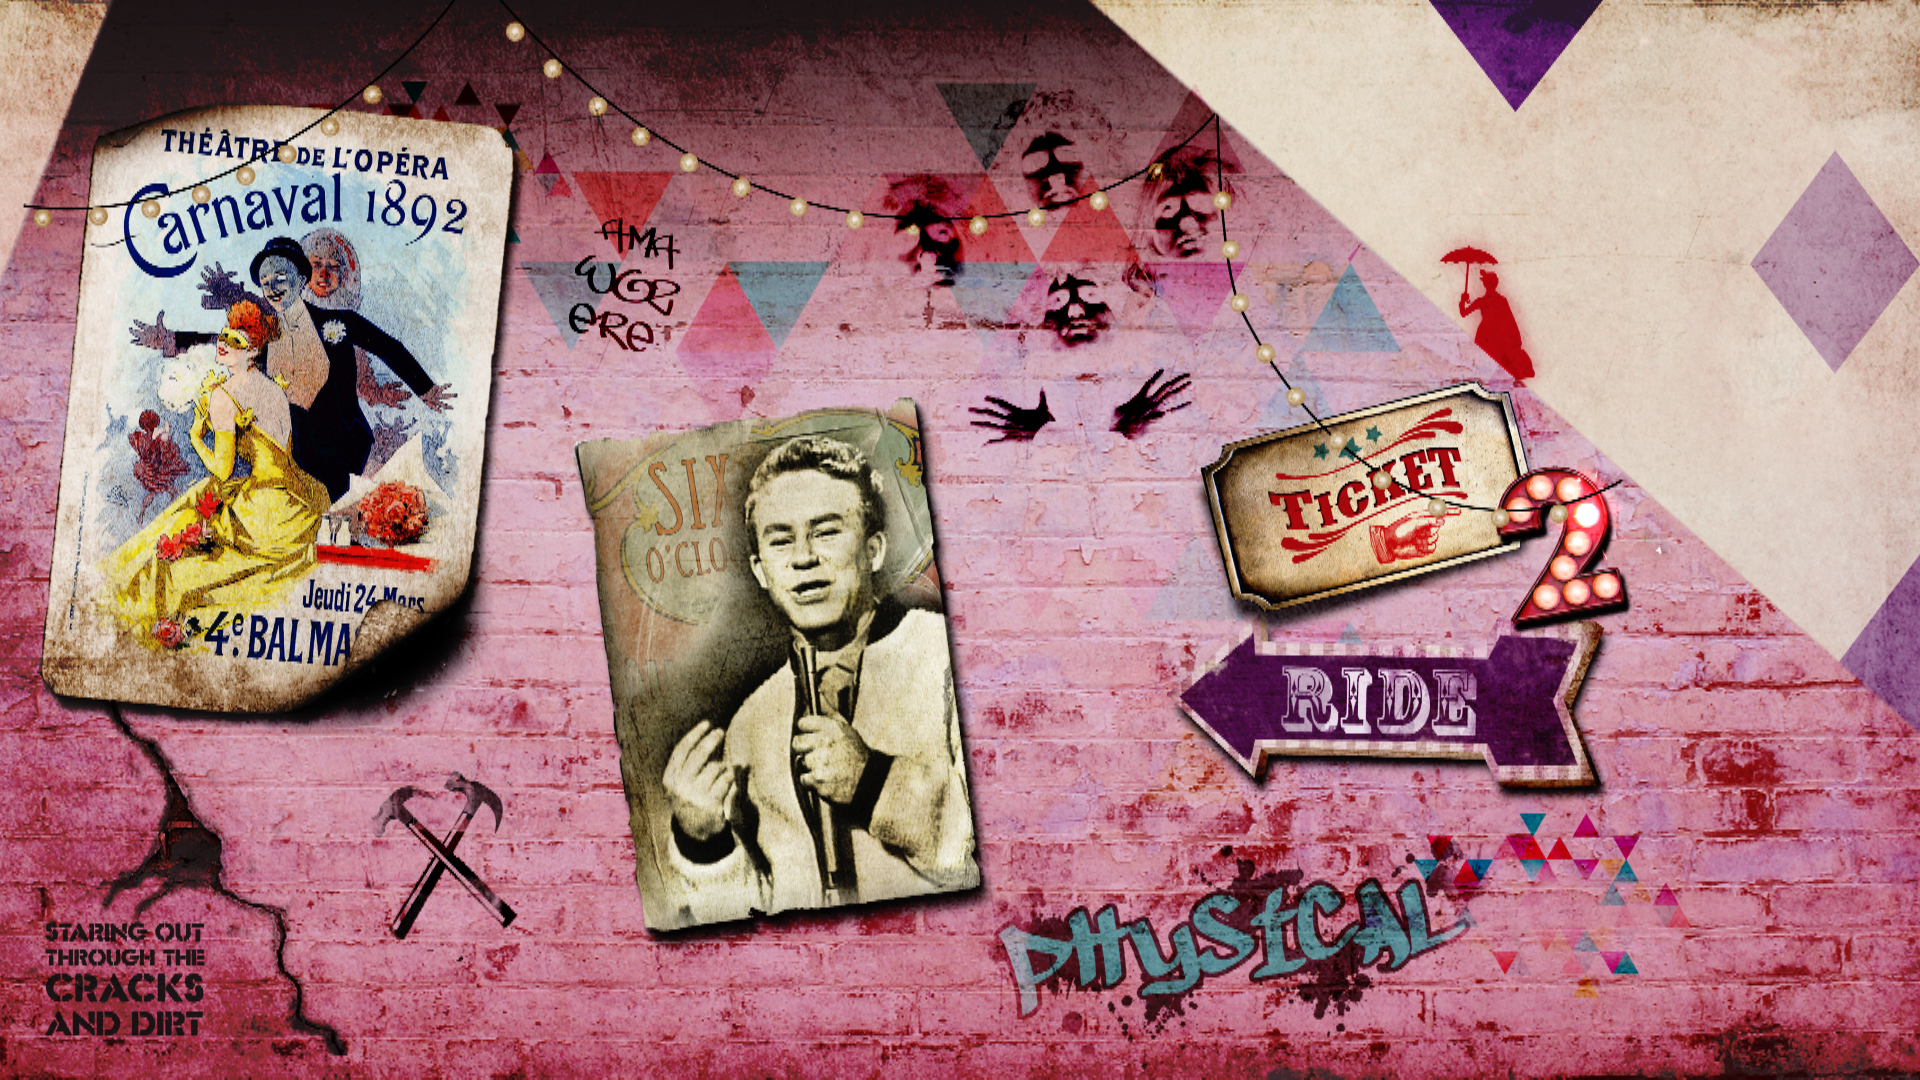 THÉÂTRE DE L'OPÉRA
Carnaval 1892
Jeudi 24 Mars
4e. BAL MA
AMA
WGZ
ERE
SIX
O'CLO
TICKET
2
RIDE
PHYSICAL
STARING OUT
THROUGH THE
CRACKS
AND DIRT